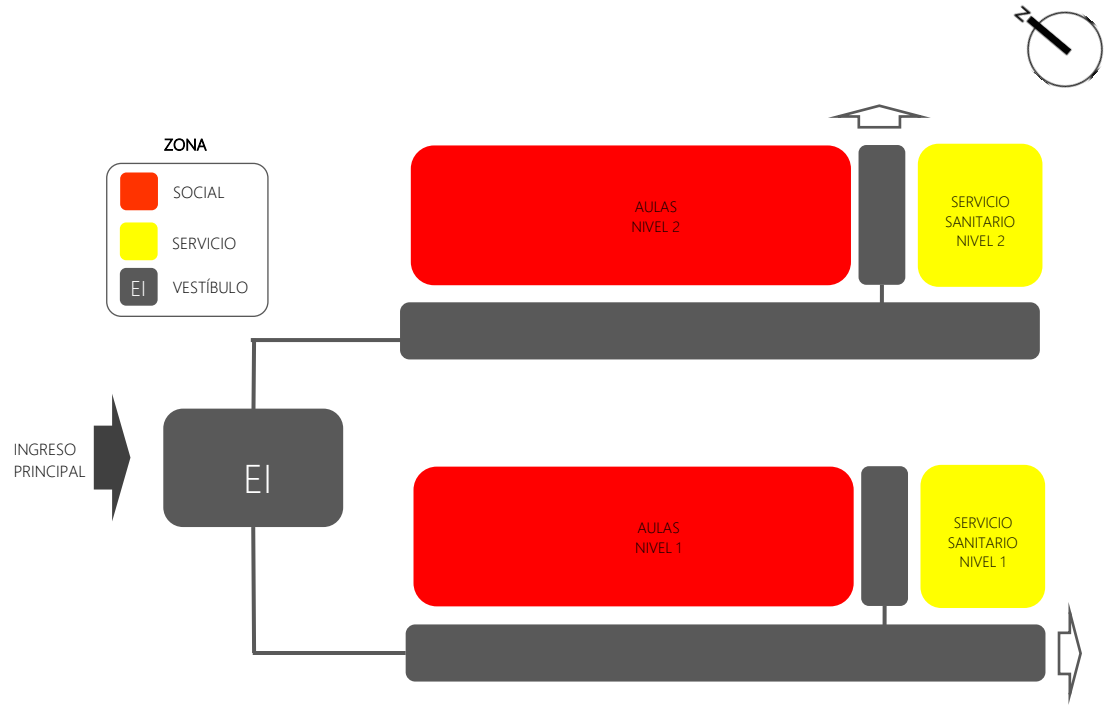 N
ZONA
SOCIAL
SERVICIO
EI
VESTÍBULO
AULAS
NIVEL 2
SERVICIO
SANITARIO
NIVEL 2
INGRESO
PRINCIPAL
EI
AULAS
NIVEL 1
SERVICIO
SANITARIO
NIVEL 1